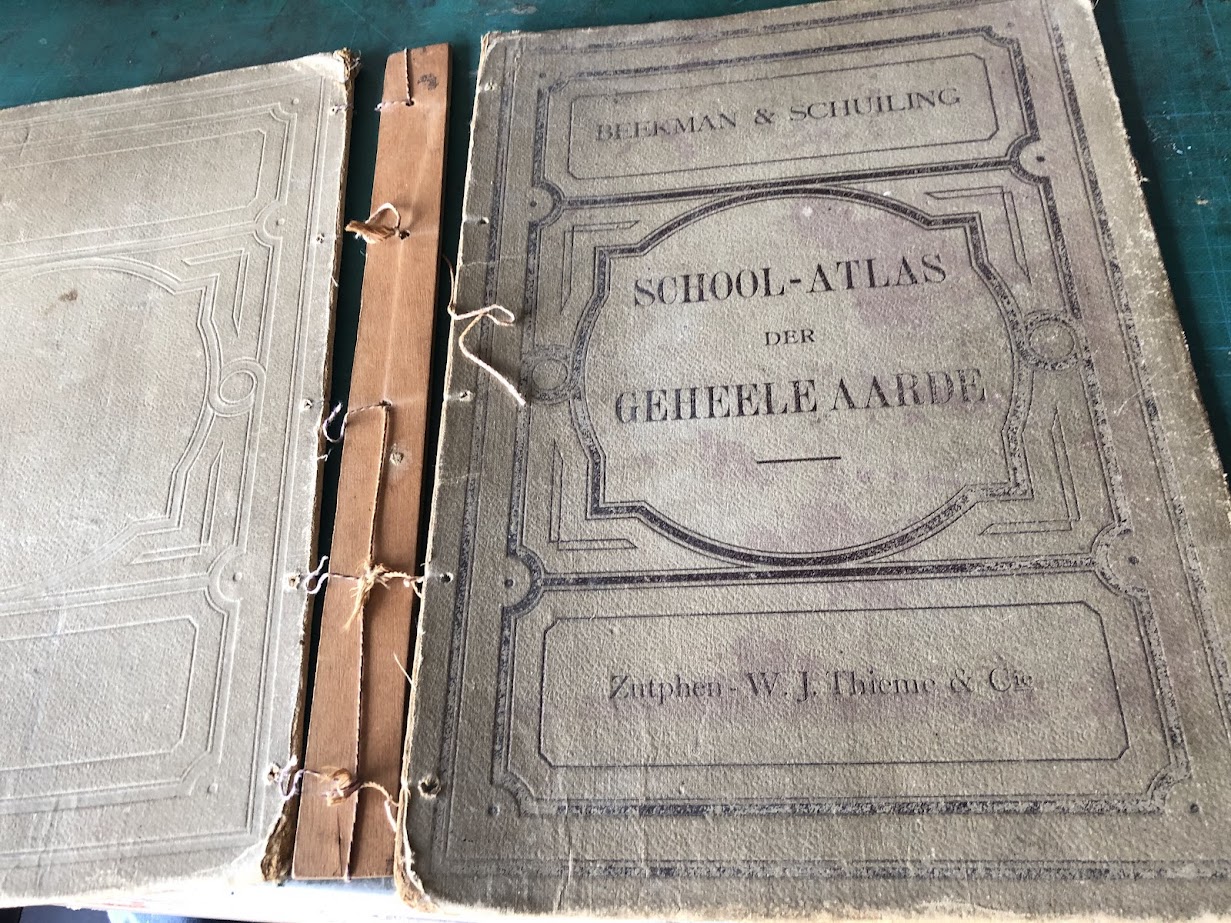 BEEKMAN & SCHUILING
SCHOOL-ATLAS
DER
GEHEELE AARDE
Zutphen - W. J. Thieme & Cie